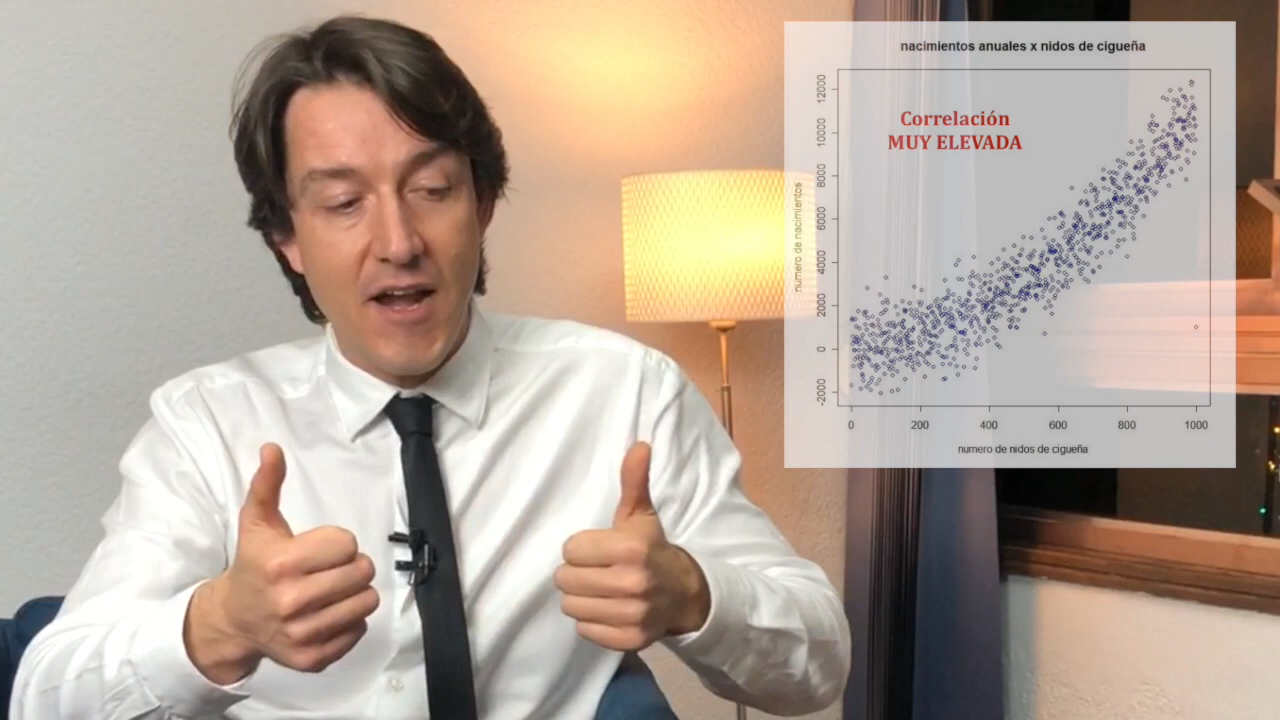 nacimientos anuales x nidos de cigueña
Correlación
MUY ELEVADA
numero de nacimientos
12000
10000
8000
6000
4000
2000
0
-2000
0 200 400 600 800 1000
numero de nidos de cigueña